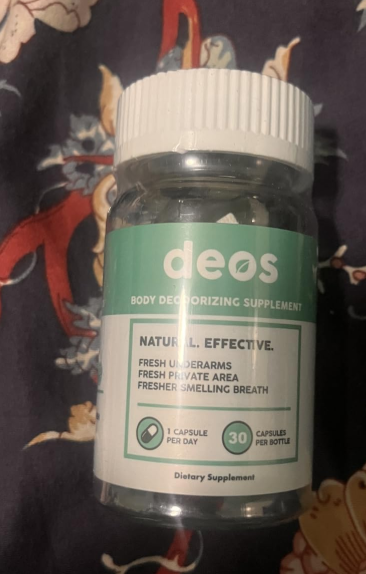 deos
BODY DEODORIZING SUPPLEMENT
NATURAL. EFFECTIVE.
FRESH UNDERARMS
FRESH PRIVATE AREA
FRESHER SMELLING BREATH
1 CAPSULE
PER DAY
30
CAPSULES
PER BOTTLE
Dietary Supplement